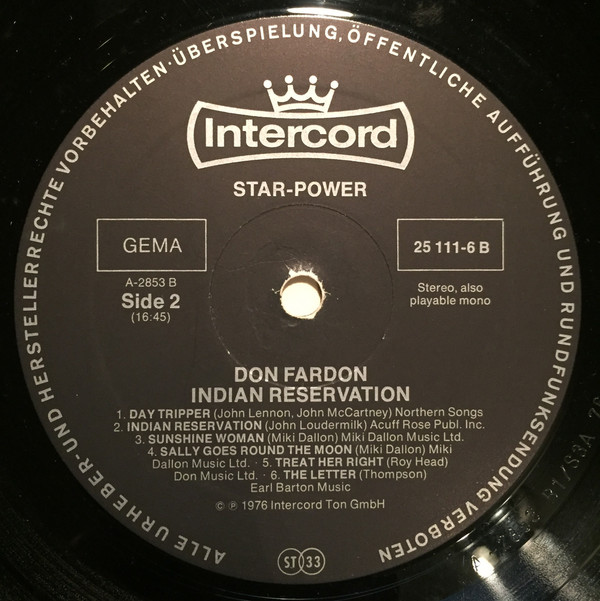 ALLE URHEBER- UND HERSTELLERRECHTE VORBEHALTEN · ÜBERSPIELUNG, ÖFFENTLICHE AUFFÜHRUNG UND RUNDFUNKSENDUNG VERBOTEN
Intercord
STAR-POWER
GEMA
25 111-6 B
A-2853 B
Side 2
(16:45)
Stereo, also
playable mono
DON FARDON
INDIAN RESERVATION
1. DAY TRIPPER (John Lennon, John McCartney) Northern Songs
2. INDIAN RESERVATION (John Loudermilk) Acuff Rose Publ. Inc.
3. SUNSHINE WOMAN (Miki Dallon) Miki Dallon Music Ltd.
4. SALLY GOES ROUND THE MOON (Miki Dallon) Miki
Dallon Music Ltd. · 5. TREAT HER RIGHT (Roy Head)
Don Music Ltd. · 6. THE LETTER (Thompson)
Earl Barton Music
© ℗ 1976 Intercord Ton GmbH
ST 33